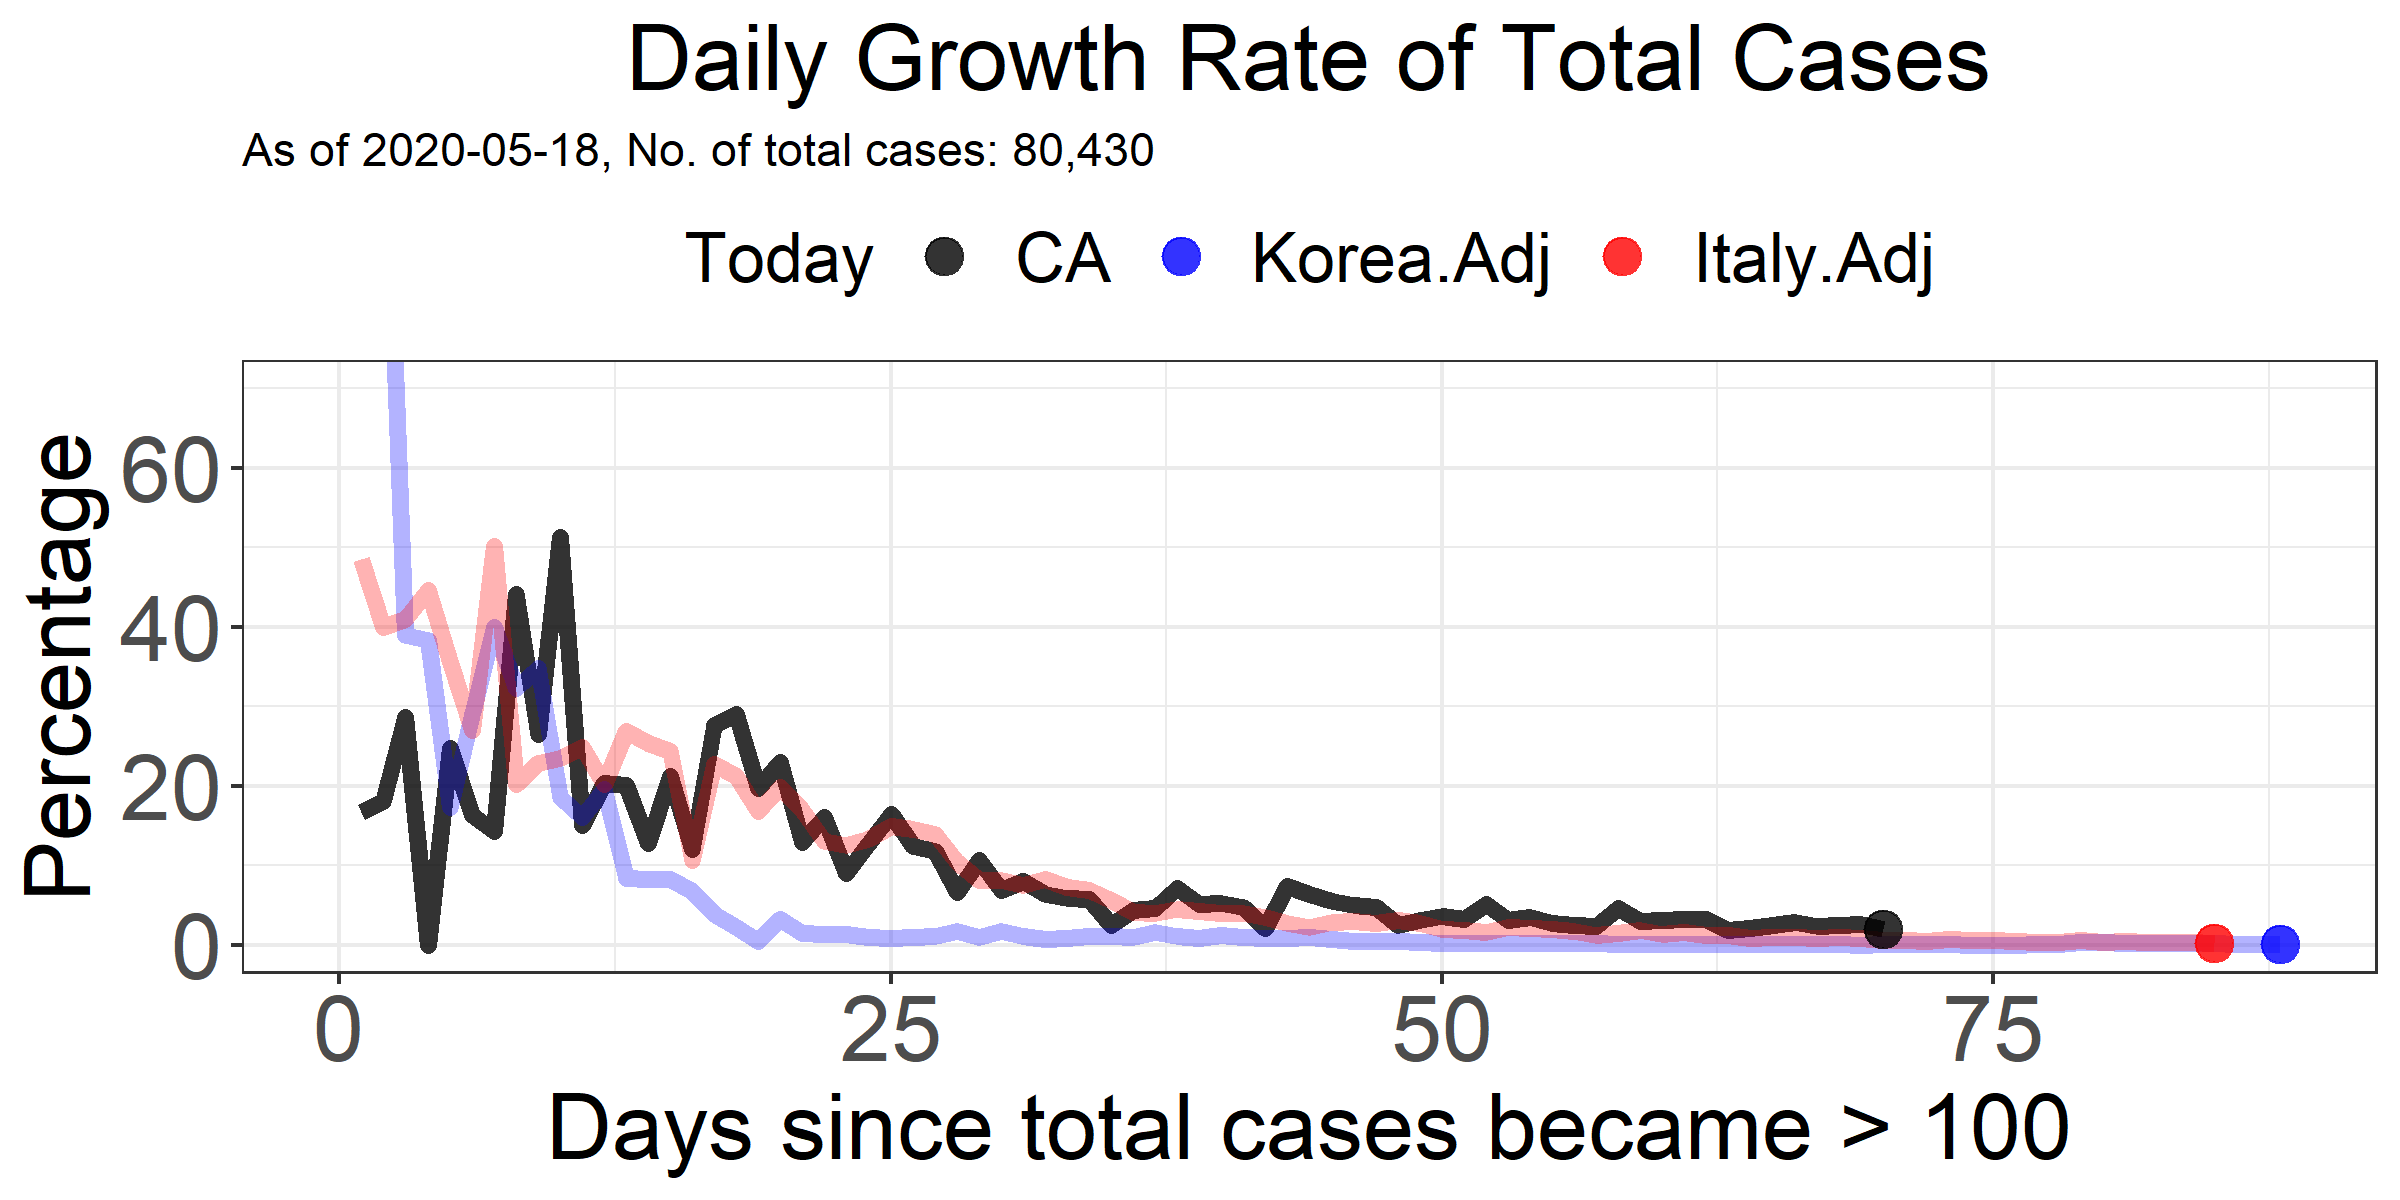 Daily Growth Rate of Total Cases
As of 2020-05-18, No. of total cases: 80,430
Today CA Korea.Adj Italy.Adj
Percentage
60
40
20
0
0 25 50 75
Days since total cases became > 100